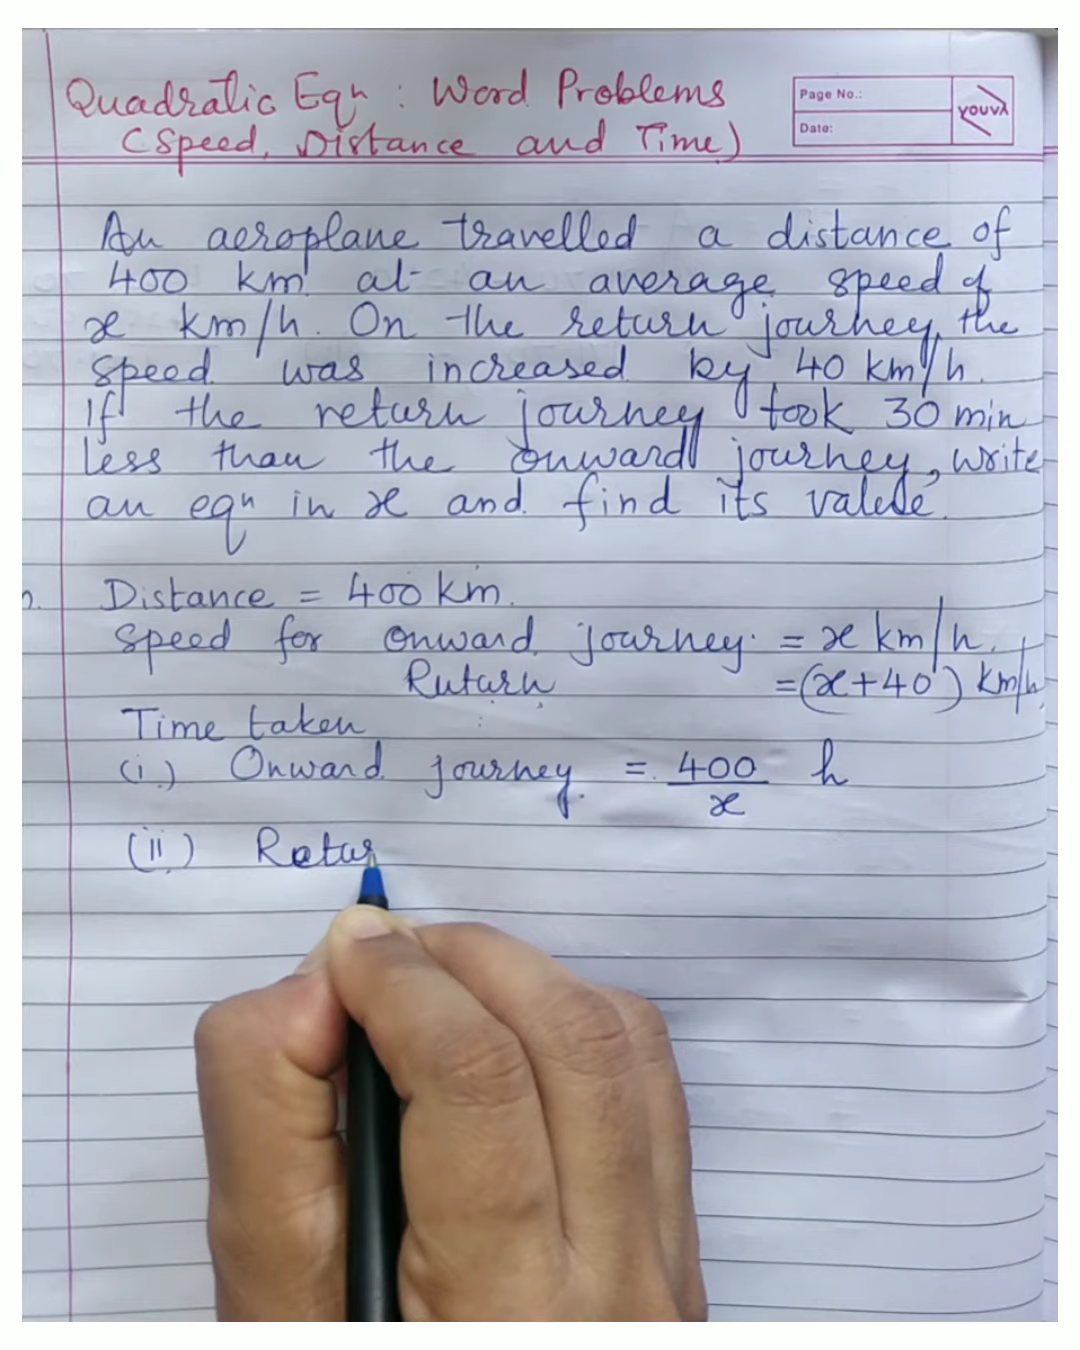 Quadratic Eqn : Word Problems
(Speed, Distance and Time)
Page No.:
Date:
YOUVA
An aeroplane travelled a distance of
400 km at an average speed of
x km/h. On the return journey, the
speed was increased by 40 km/h.
If the return journey took 30 min
less than the onward journey, write
an eqn in x and find its value.
Distance = 400 km.
Speed for onward journey = x km/h.
Return = (x+40) km/h.
Time taken
(i) Onward journey = 400/x h
(ii) Retur